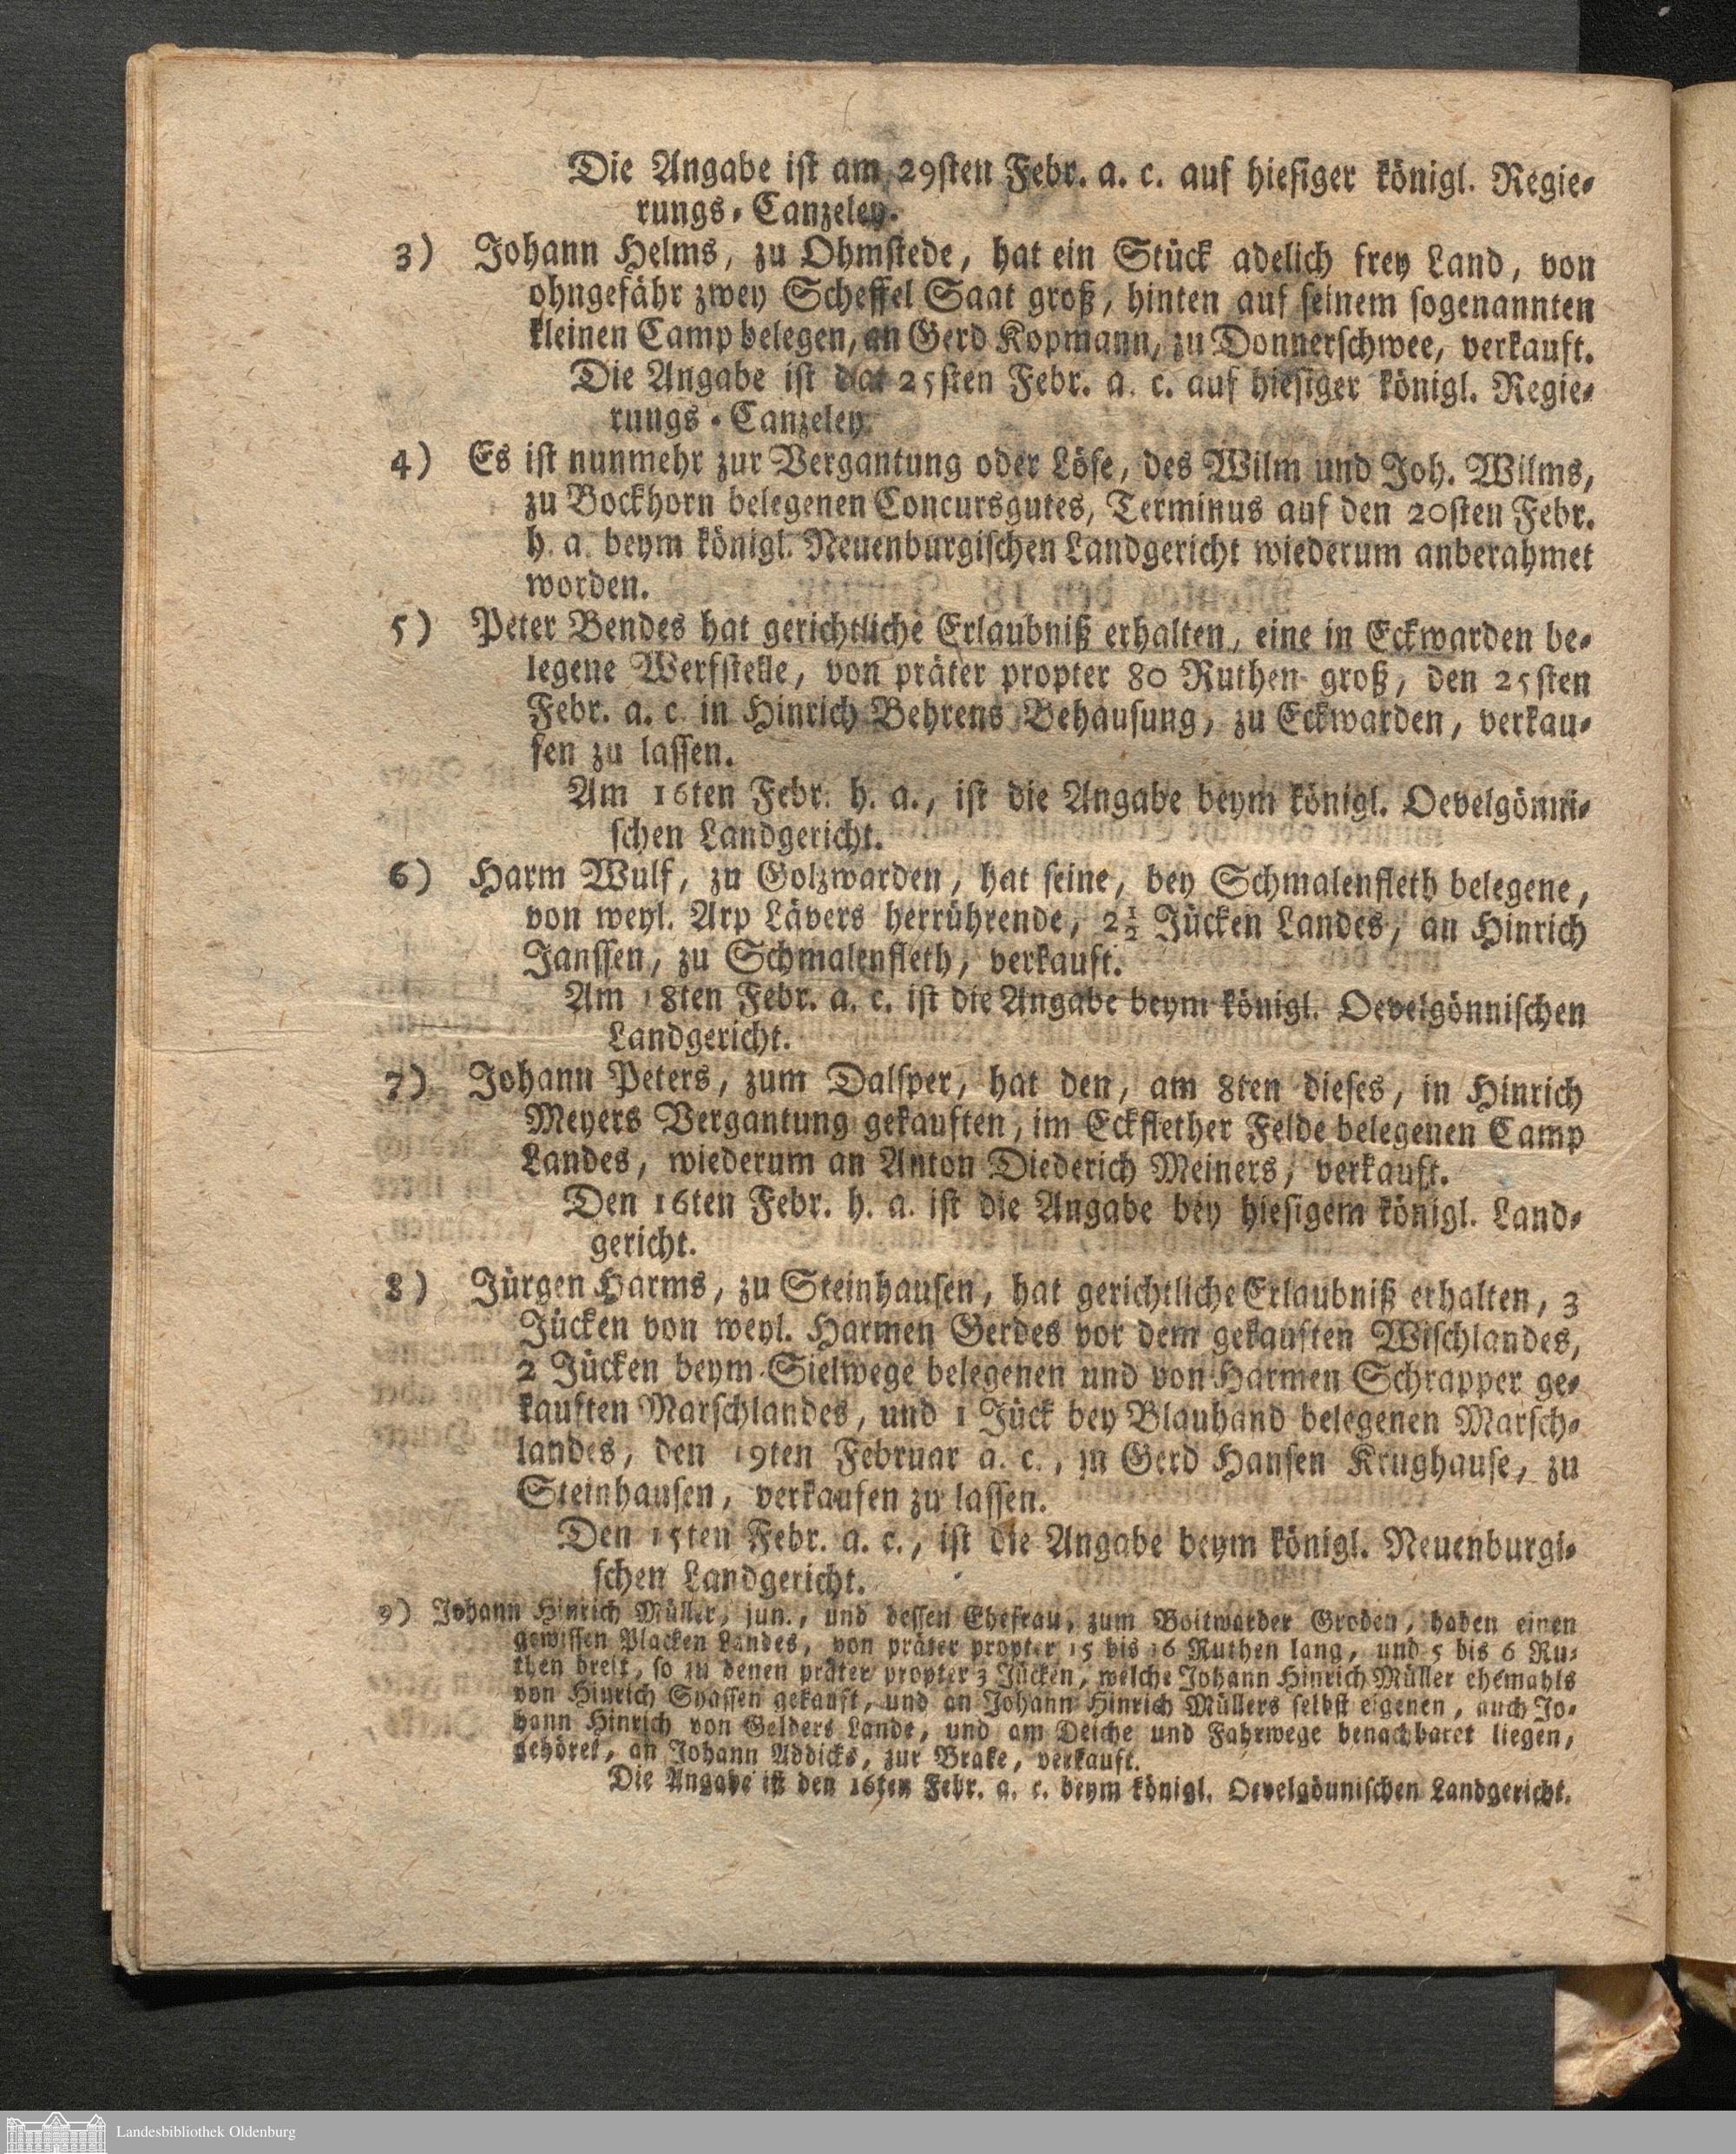 Die Angabe ist am 29sten Febr. a. c. auf hiesiger königl. Regie-
rungs-Canzeley.
3) Johann Helms, zu Ohmstede, hat ein Stück adelich frey Land, von
ohngefähr zwey Scheffel Saat groß, hinten auf seinem sogenannten
kleinen Camp belegen, an Gerd Kopmann, zu Donnerschwee, verkauft.
Die Angabe ist 25sten Febr. a. c. auf hiesiger königl. Regie-
rungs-Canzeley.
4) Es ist nunmehr zur Vergantung oder Löse, des Wilm und Joh. Wilms,
zu Bockhorn belegenen Concursgutes, Terminus auf den 20sten Febr.
h. a. beym königl. Neuenburgischen Landgericht wiederum anberahmet
worden.
5) Peter Bendes hat gerichtliche Erlaubniß erhalten, eine in Eckwarden be-
legene Werfstelle, von präter propter 80 Ruthen groß, den 25sten
Febr. a. c. in Hinrich Behrens Behausung, zu Eckwarden, verkau-
fen zu lassen.
Am 16ten Febr. h. a., ist die Angabe beym königl. Oevelgönni-
schen Landgericht.
6) Harm Wulf, zu Golzwarden, hat seine, bey Schmalenfleth belegene,
von weyl. Arp Lävers herrührende, 2½ Jücken Landes, an Hinrich
Janssen, zu Schmalenfleth, verkauft.
Am 18ten Febr. a. c. ist die Angabe beym königl. Oevelgönnischen
Landgericht.
7) Johann Peters, zum Dalsper, hat den, am 8ten dieses, in Hinrich
Meyers Vergantung gekauften, im Eckflether Felde belegenen Camp
Landes, wiederum an Anton Diederich Meiners, verkauft.
Den 16ten Febr. h. a. ist die Angabe bey hiesigem königl. Land-
gericht.
8) Jürgen Harms, zu Steinhausen, hat gerichtliche Erlaubniß erhalten, 3
Jücken von weyl. Harmen Gerdes vor dem gekauften Wischlandes,
2 Jücken beym Sielwege belegenen und von Harmen Schrapper ge-
kauften Marschlandes, und 1 Jück bey Blauhand belegenen Marsch-
landes, den 19ten Februar a. c., in Gerd Hansen Krughause, zu
Steinhausen, verkaufen zu lassen.
Den 15ten Febr. a. c., ist die Angabe beym königl. Neuenburgi-
schen Landgericht.
9) Johann Hinrich Müller, jun., und dessen Ehefrau, zum Boitwarder Groden, haben einen
gewissen Placken Landes, von präter propter 15 bis 16 Ruthen lang, und 5 bis 6 Ru-
then breit, so zu denen präter propter 3 Jücken, welche Johann Hinrich Müller ehemahls
von Hinrich Spassen gekauft, und an Johann Hinrich Müllers selbst eigenen, auch Jo-
hann Hinrich von Gelders Lande, und am Deiche und Fahrwege benachbaret liegen,
gehöret, an Johann Addicks, zur Brake, verkauft.
Die Angabe ist den 16ten Febr. a. c. beym königl. Oevelgönnischen Landgericht.
Landesbibliothek Oldenburg